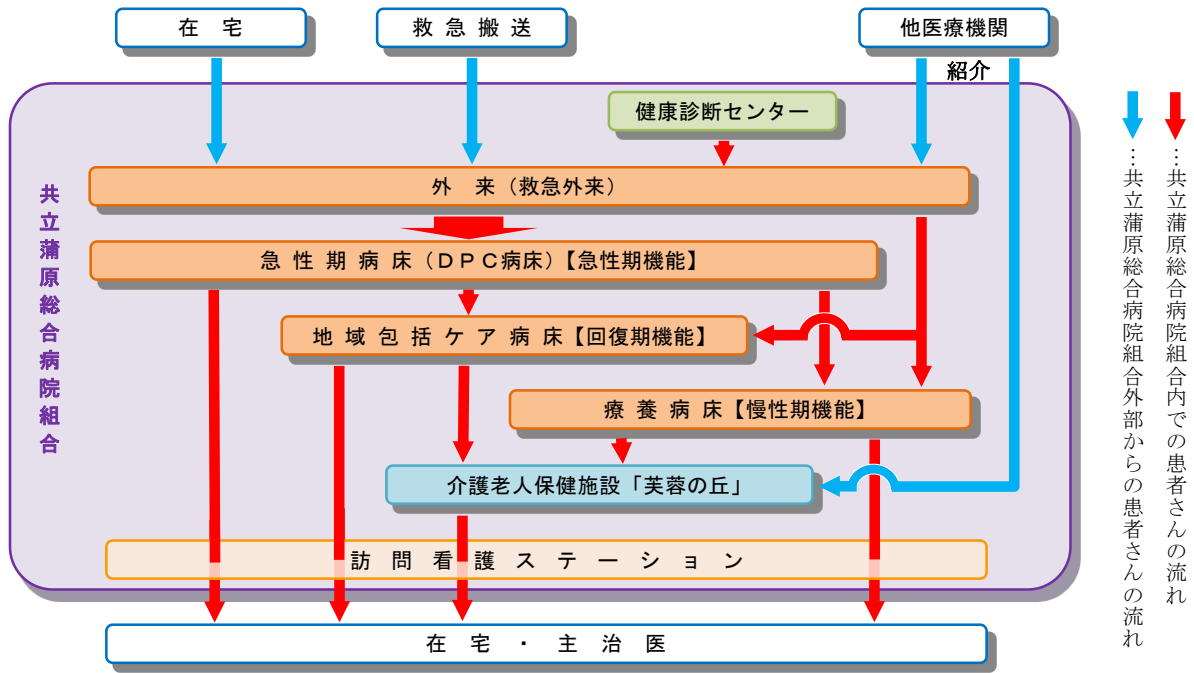 在 宅
救 急 搬 送
他医療機関
紹介
健康診断センター
外 来（救急外来）
急 性 期 病 床（ＤＰＣ病床）【急性期機能】
地 域 包 括 ケ ア 病 床【回復期機能】
療 養 病 床【慢性期機能】
介護老人保健施設「芙蓉の丘」
訪 問 看 護 ス テ ー シ ョ ン
在 宅 ・ 主 治 医
共立蒲原総合病院組合
…共立蒲原総合病院組合内での患者さんの流れ
…共立蒲原総合病院組合外部からの患者さんの流れ